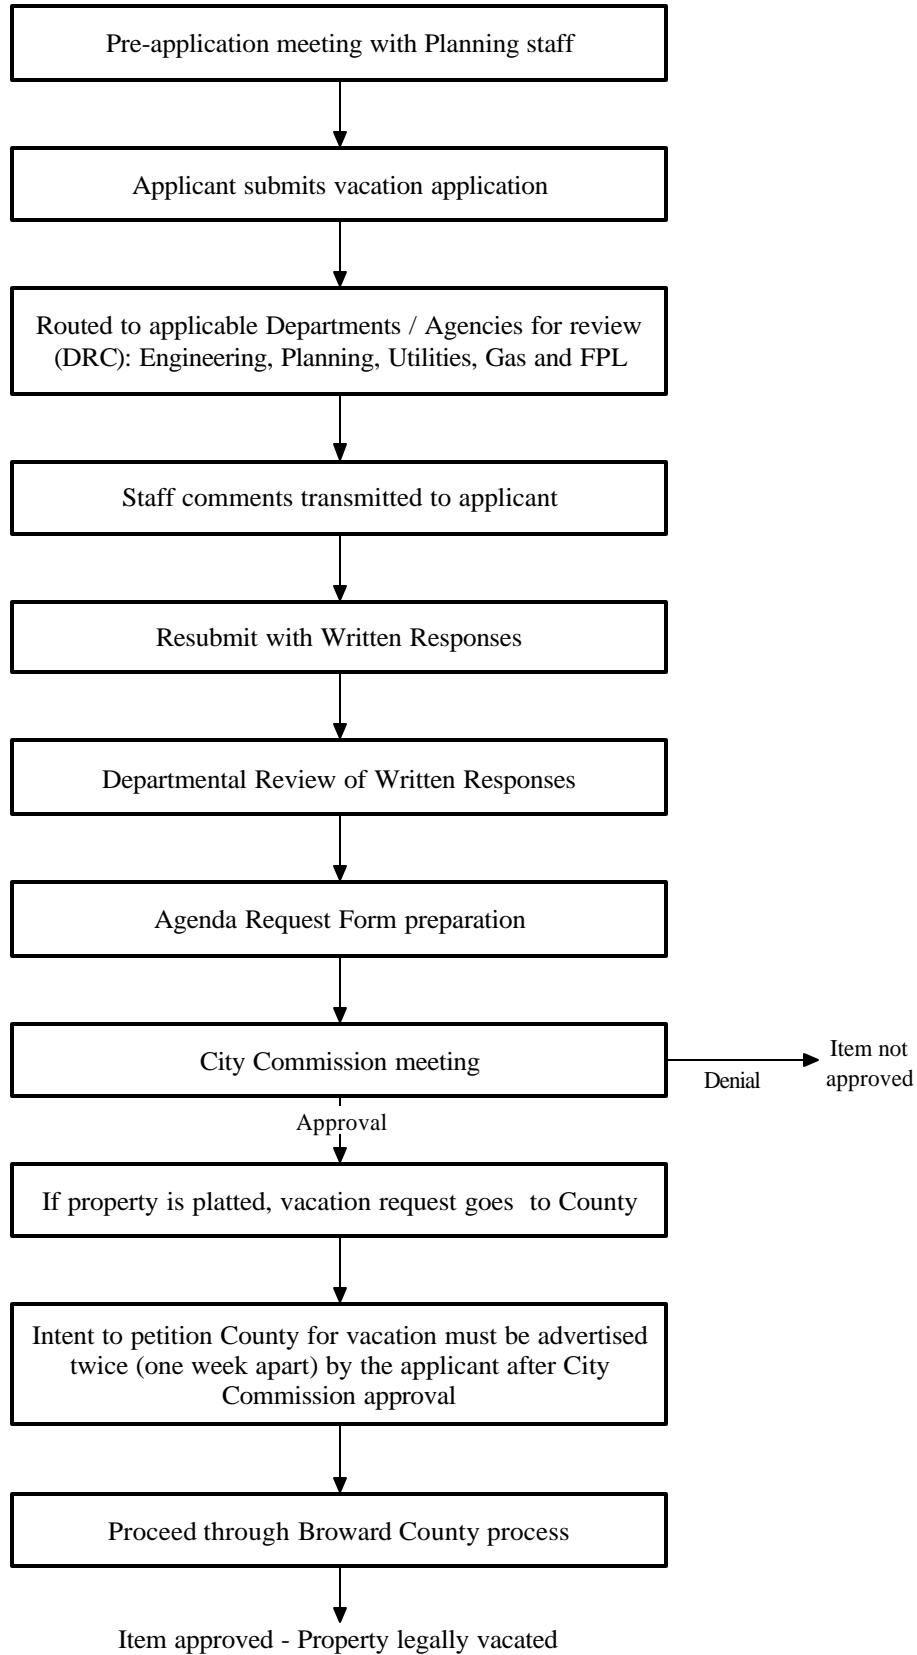 Pre-application meeting with Planning staff
Applicant submits vacation application
Routed to applicable Departments / Agencies for review
(DRC): Engineering, Planning, Utilities, Gas and FPL
Staff comments transmitted to applicant
Resubmit with Written Responses
Departmental Review of Written Responses
Agenda Request Form preparation
City Commission meeting
Denial
Item not
approved
Approval
If property is platted, vacation request goes to County
Intent to petition County for vacation must be advertised
twice (one week apart) by the applicant after City
Commission approval
Proceed through Broward County process
Item approved - Property legally vacated